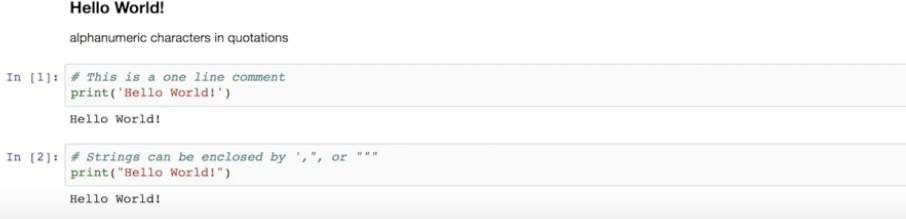 Hello World!
alphanumeric characters in quotations
In [1]: # This is a one line comment
print('Hello World!')
Hello World!
In [2]: # Strings can be enclosed by ',", or """
print("Hello World!")
Hello World!